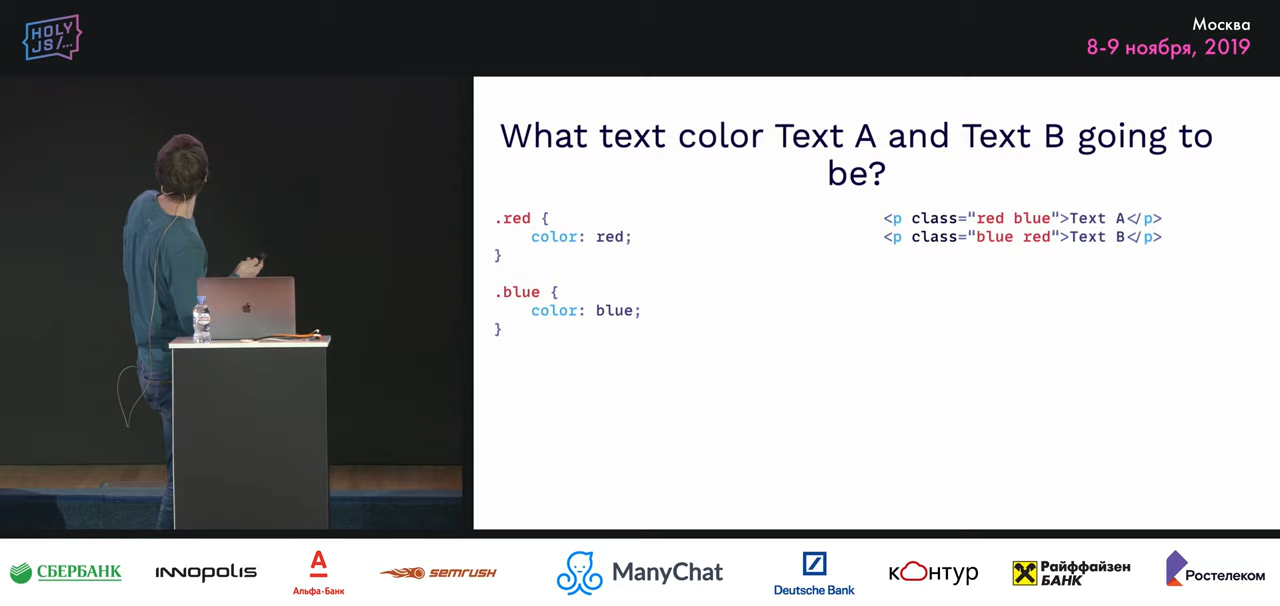 HOLY
JS/...
Москва
8-9 ноября, 2019
What text color Text A and Text B going to
be?
.red {
color: red;
}
.blue {
color: blue;
}
<p class="red blue">Text A</p>
<p class="blue red">Text B</p>
СБЕРБАНК
INNOPOLIS
А
Альфа·Банк
semrush
ManyChat
Deutsche Bank
контур
Райффайзен
БАНК
Ростелеком